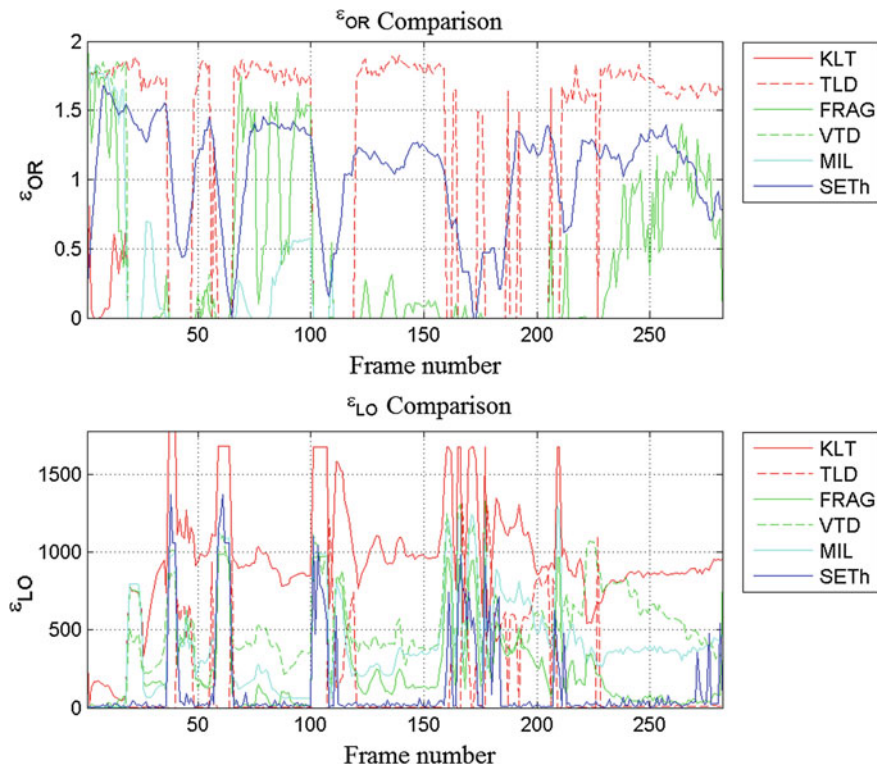 εOR Comparison
2
1.5
1
0.5
0
εOR
50
100
150
200
250
Frame number
KLT
TLD
FRAG
VTD
MIL
SETh
εLO Comparison
1500
1000
500
0
εLO
50
100
150
200
250
Frame number
KLT
TLD
FRAG
VTD
MIL
SETh